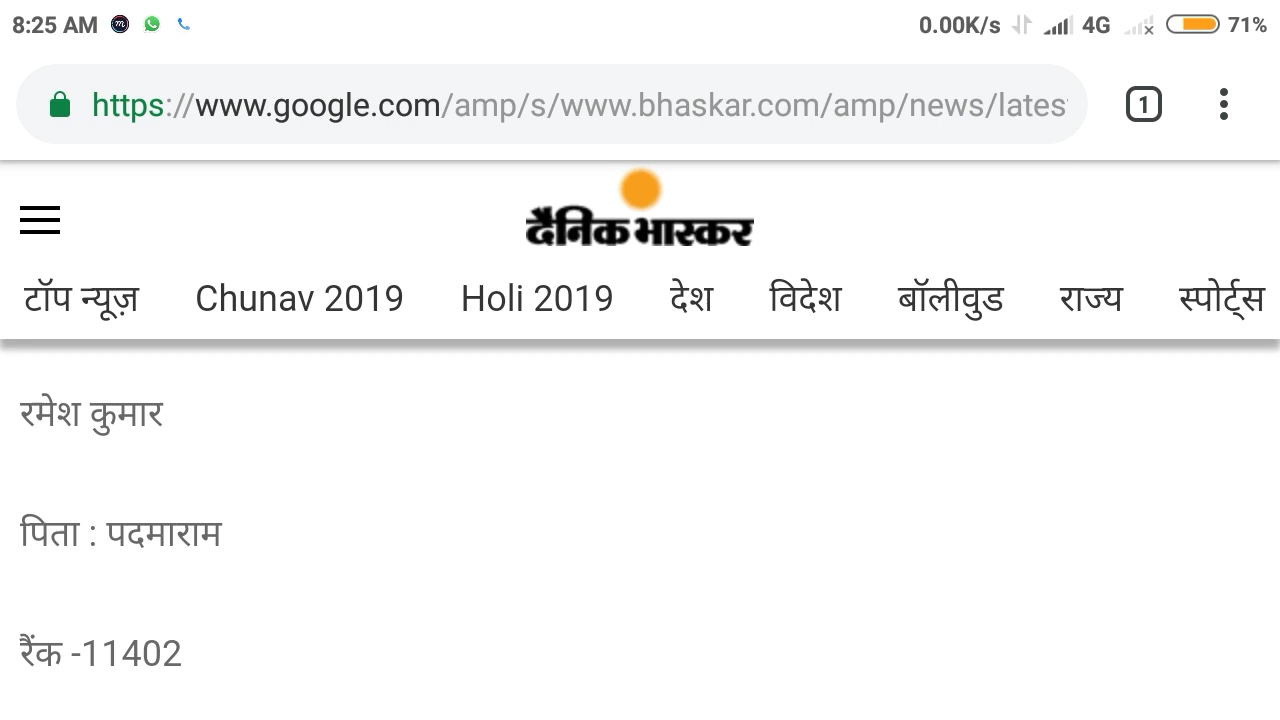 8:25 AM 0.00K/s 4G 71%
https://www.google.com/amp/s/www.bhaskar.com/amp/news/lates 1
दैनिक भास्कर
टॉप न्यूज़ Chunav 2019 Holi 2019 देश विदेश बॉलीवुड राज्य स्पोर्ट्स
रमेश कुमार
पिता : पदमाराम
रैंक -11402